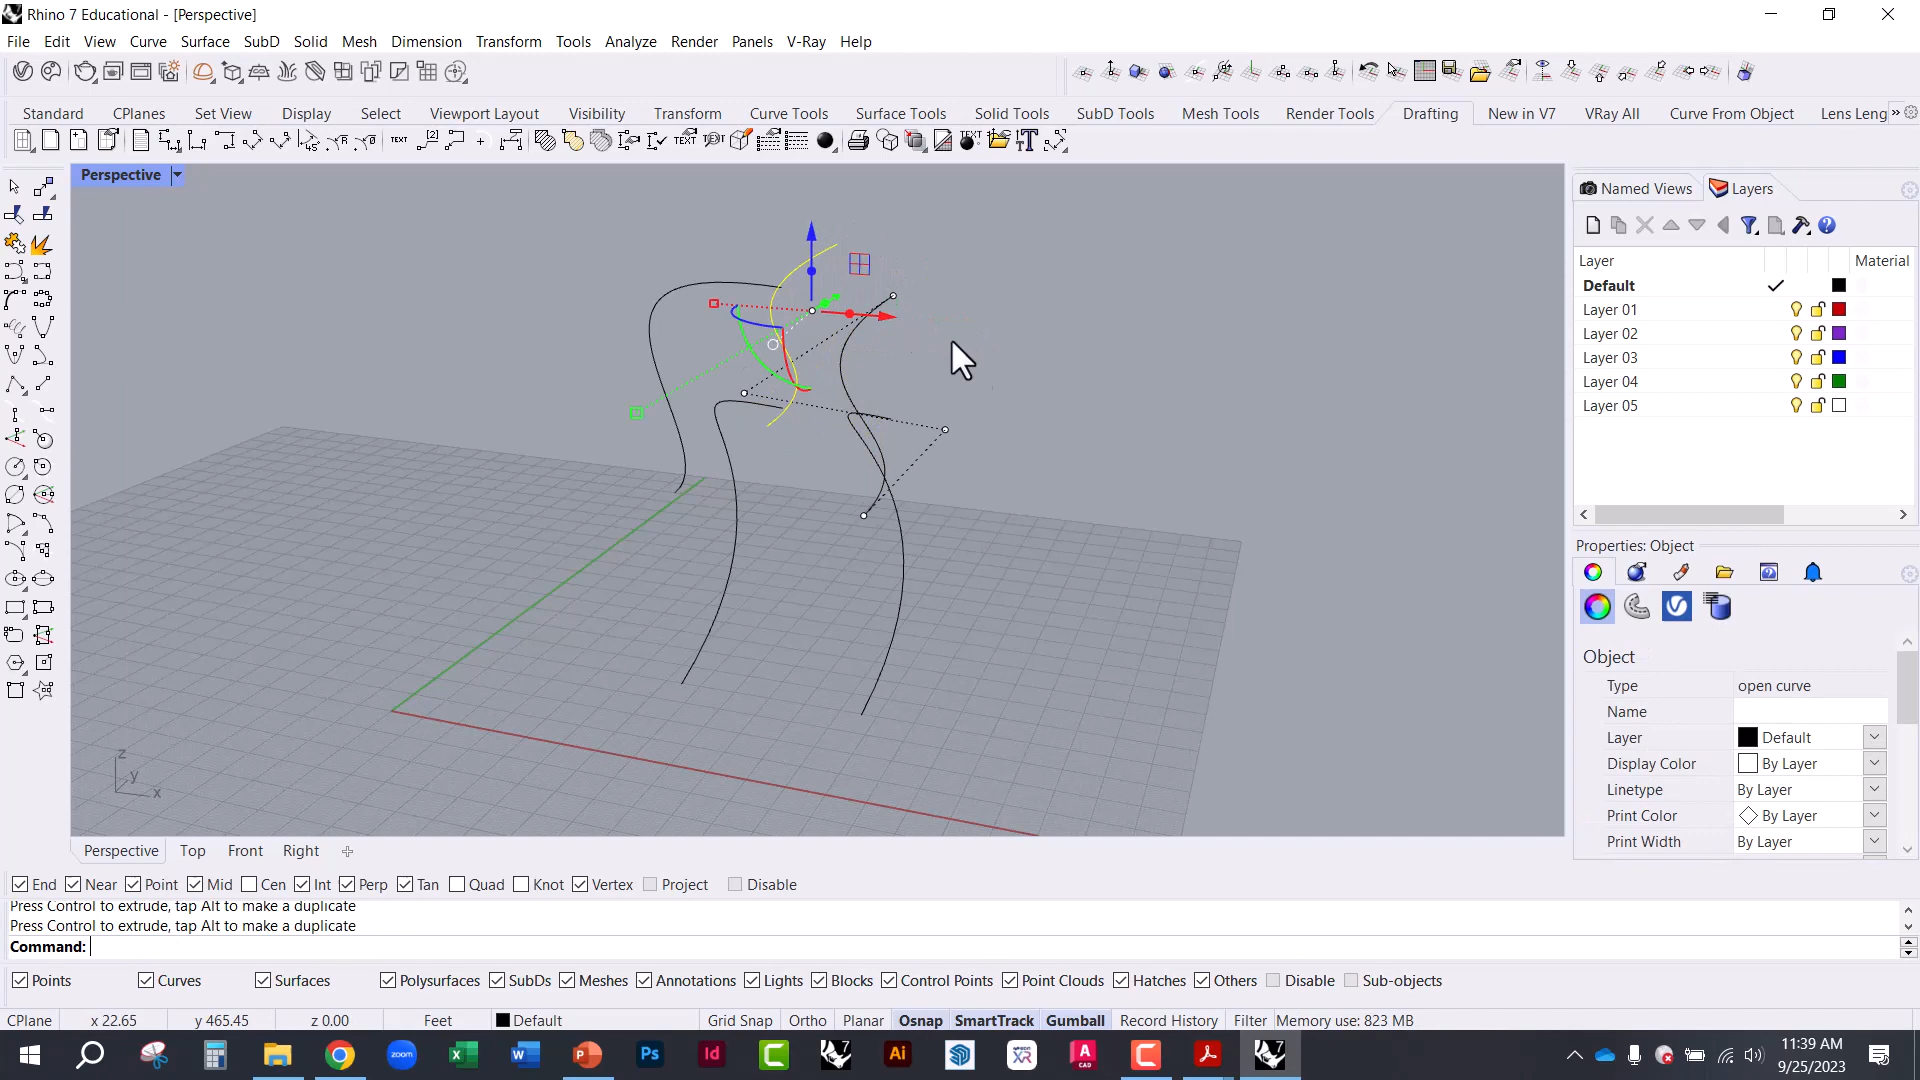 Rhino 7 Educational - [Perspective]
File Edit View Curve Surface SubD Solid Mesh Dimension Transform Tools Analyze Render Panels V-Ray Help
Standard CPlanes Set View Display Select Viewport Layout Visibility Transform Curve Tools Surface Tools Solid Tools SubD Tools Mesh Tools Render Tools Drafting New in V7 VRay All Curve From Object Lens Leng
Perspective
Named Views Layers
Layer Material
Default
Layer 01
Layer 02
Layer 03
Layer 04
Layer 05
Properties: Object
Object
Type open curve
Name
Layer Default
Display Color By Layer
Linetype By Layer
Print Color By Layer
Print Width By Layer
z
y
x
Perspective Top Front Right
End Near Point Mid Cen Int Perp Tan Quad Knot Vertex Project Disable
Press Control to extrude, tap Alt to make a duplicate
Press Control to extrude, tap Alt to make a duplicate
Command:
Points Curves Surfaces Polysurfaces SubDs Meshes Annotations Lights Blocks Control Points Point Clouds Hatches Others Disable Sub-objects
CPlane x 22.65 y 465.45 z 0.00 Feet Default Grid Snap Ortho Planar Osnap SmartTrack Gumball Record History Filter Memory use: 823 MB
11:39 AM
9/25/2023